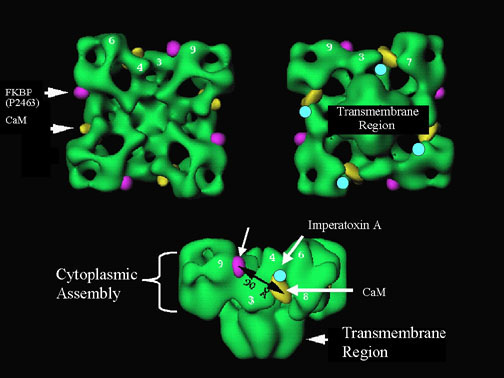 6
4
3
9
FKBP
(P2463)
CaM
9
3
7
Transmembrane
Region
Imperatoxin A
Cytoplasmic
Assembly
9
4
6
3
8
90
CaM
Transmembrane
Region